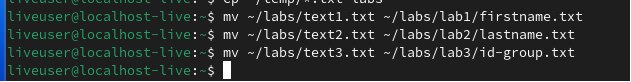 liveuser@localhost-live:~$ mv ~/labs/text1.txt ~/labs/lab1/firstname.txt
liveuser@localhost-live:~$ mv ~/labs/text2.txt ~/labs/lab2/lastname.txt
liveuser@localhost-live:~$ mv ~/labs/text3.txt ~/labs/lab3/id-group.txt
liveuser@localhost-live:~$